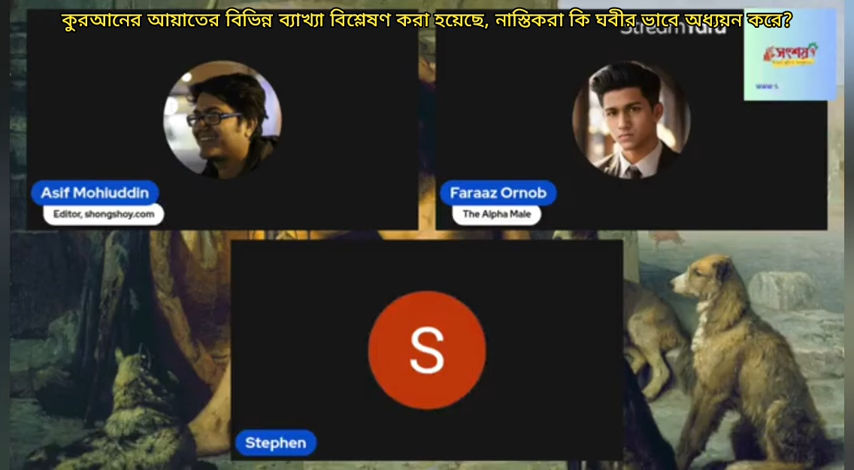 কুরআনের আয়াতের বিভিন্ন ব্যাখ্যা বিশ্লেষণ করা হয়েছে, নাস্তিকরা কি ঘবীর ভাবে অধ্যয়ন করে?
StreamYard
সংশয়
Asif Mohiuddin
Editor, shongshoy.com
Faraaz Ornob
The Alpha Male
S
Stephen